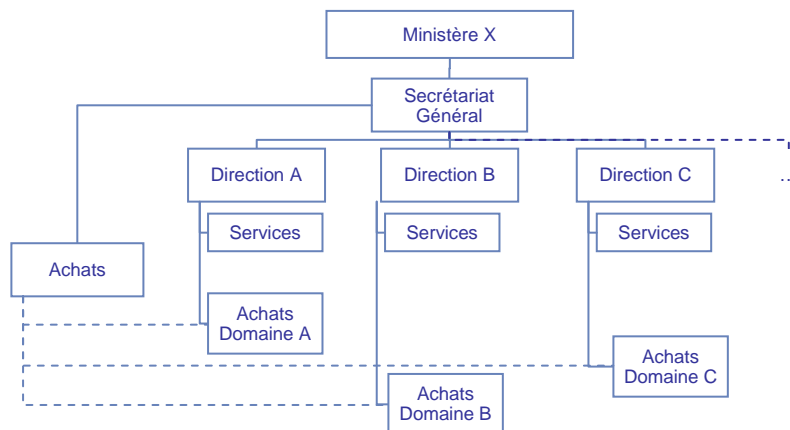 Ministère X
Secrétariat
Général
Direction A
Direction B
Direction C
..
Services
Services
Services
Achats
Achats
Domaine A
Achats
Domaine C
Achats
Domaine B